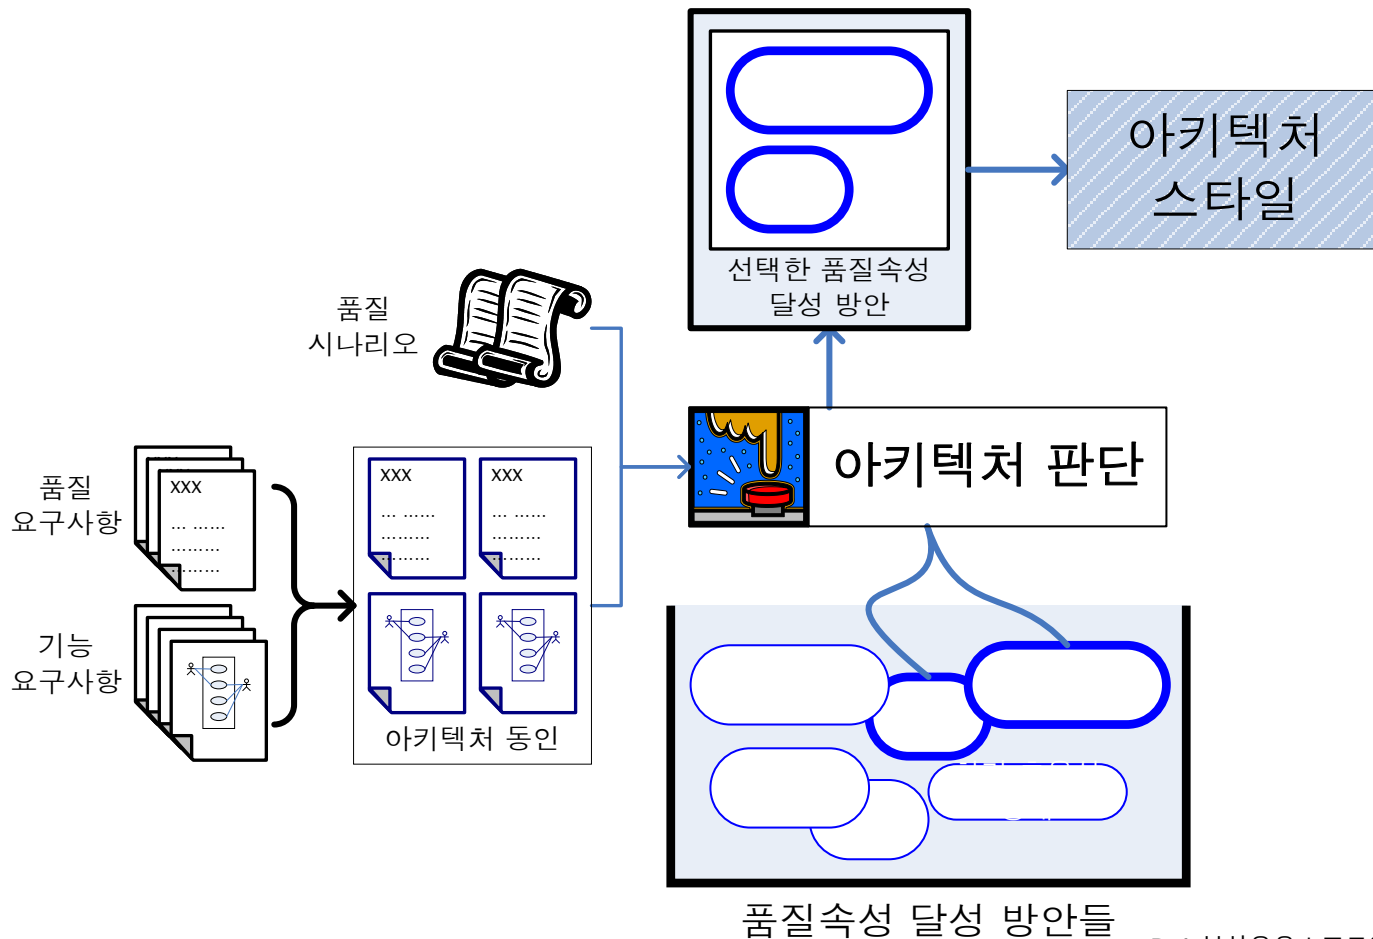 아키텍처
스타일
선택한 품질속성
달성 방안
품질
시나리오
아키텍처 판단
품질
요구사항
XXX
... ......
.........
.........
XXX
... ......
.........
.........
XXX
... ......
.........
.........
기능
요구사항
아키텍처 동인
품질속성 달성 방안들